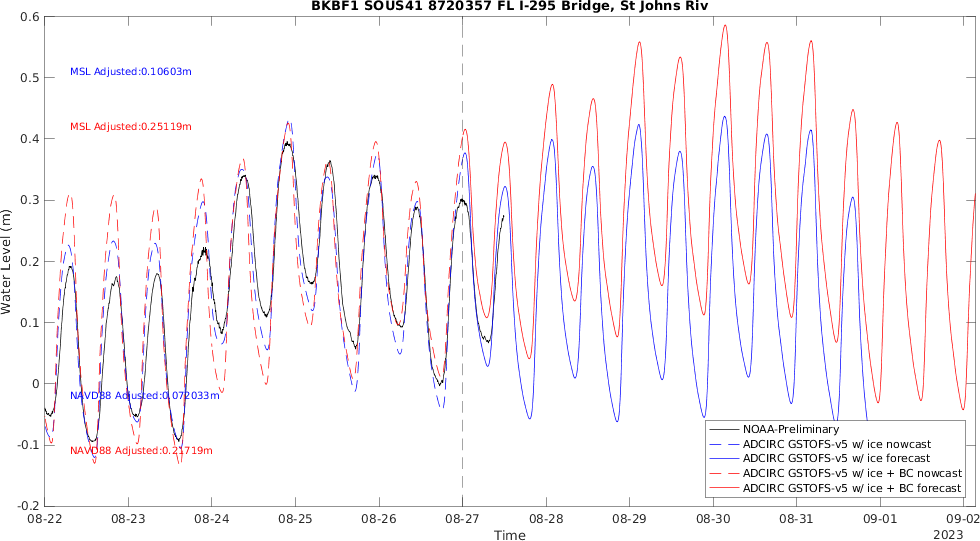 BKBF1 SOUS41 8720357 FL I-295 Bridge, St Johns Riv
0.6
0.5
0.4
0.3
0.2
0.1
0
-0.1
-0.2
Water Level (m)
MSL Adjusted:0.10603m
MSL Adjusted:0.25119m
NAVD88 Adjusted:0.072033m
NAVD88 Adjusted:0.21719m
NOAA-Preliminary
ADCIRC GSTOFS-v5 w/ ice nowcast
ADCIRC GSTOFS-v5 w/ ice forecast
ADCIRC GSTOFS-v5 w/ ice + BC nowcast
ADCIRC GSTOFS-v5 w/ ice + BC forecast
08-22 08-23 08-24 08-25 08-26 08-27 08-28 08-29 08-30 08-31 09-01 09-02
Time
2023